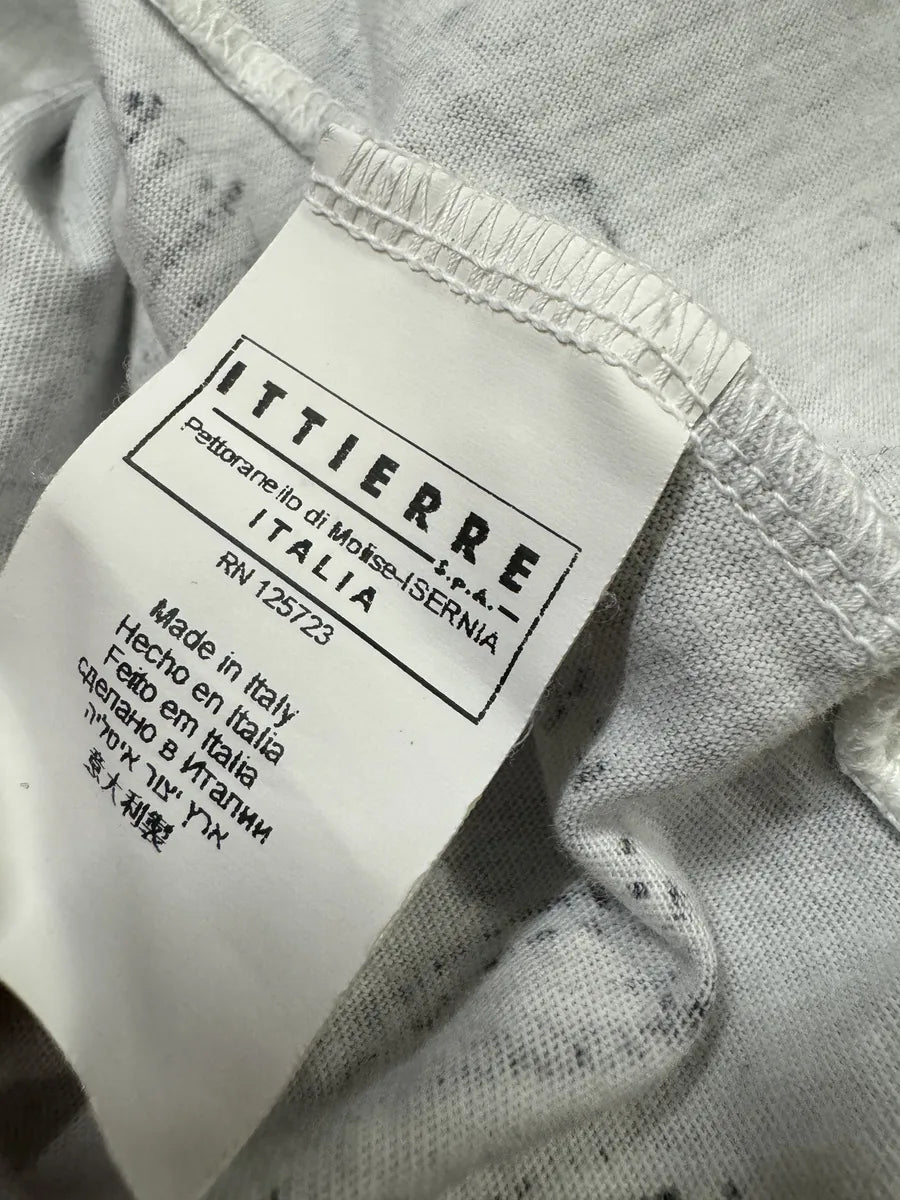 ITTIERRE
S.P.A.
Pettoranello di Molise-ISERNIA
ITALIA
RN 125723
Made in Italy
Hecho en Italia
Feito em Italia
сделано в Италии
ארץ יצור איטליה
意大利製